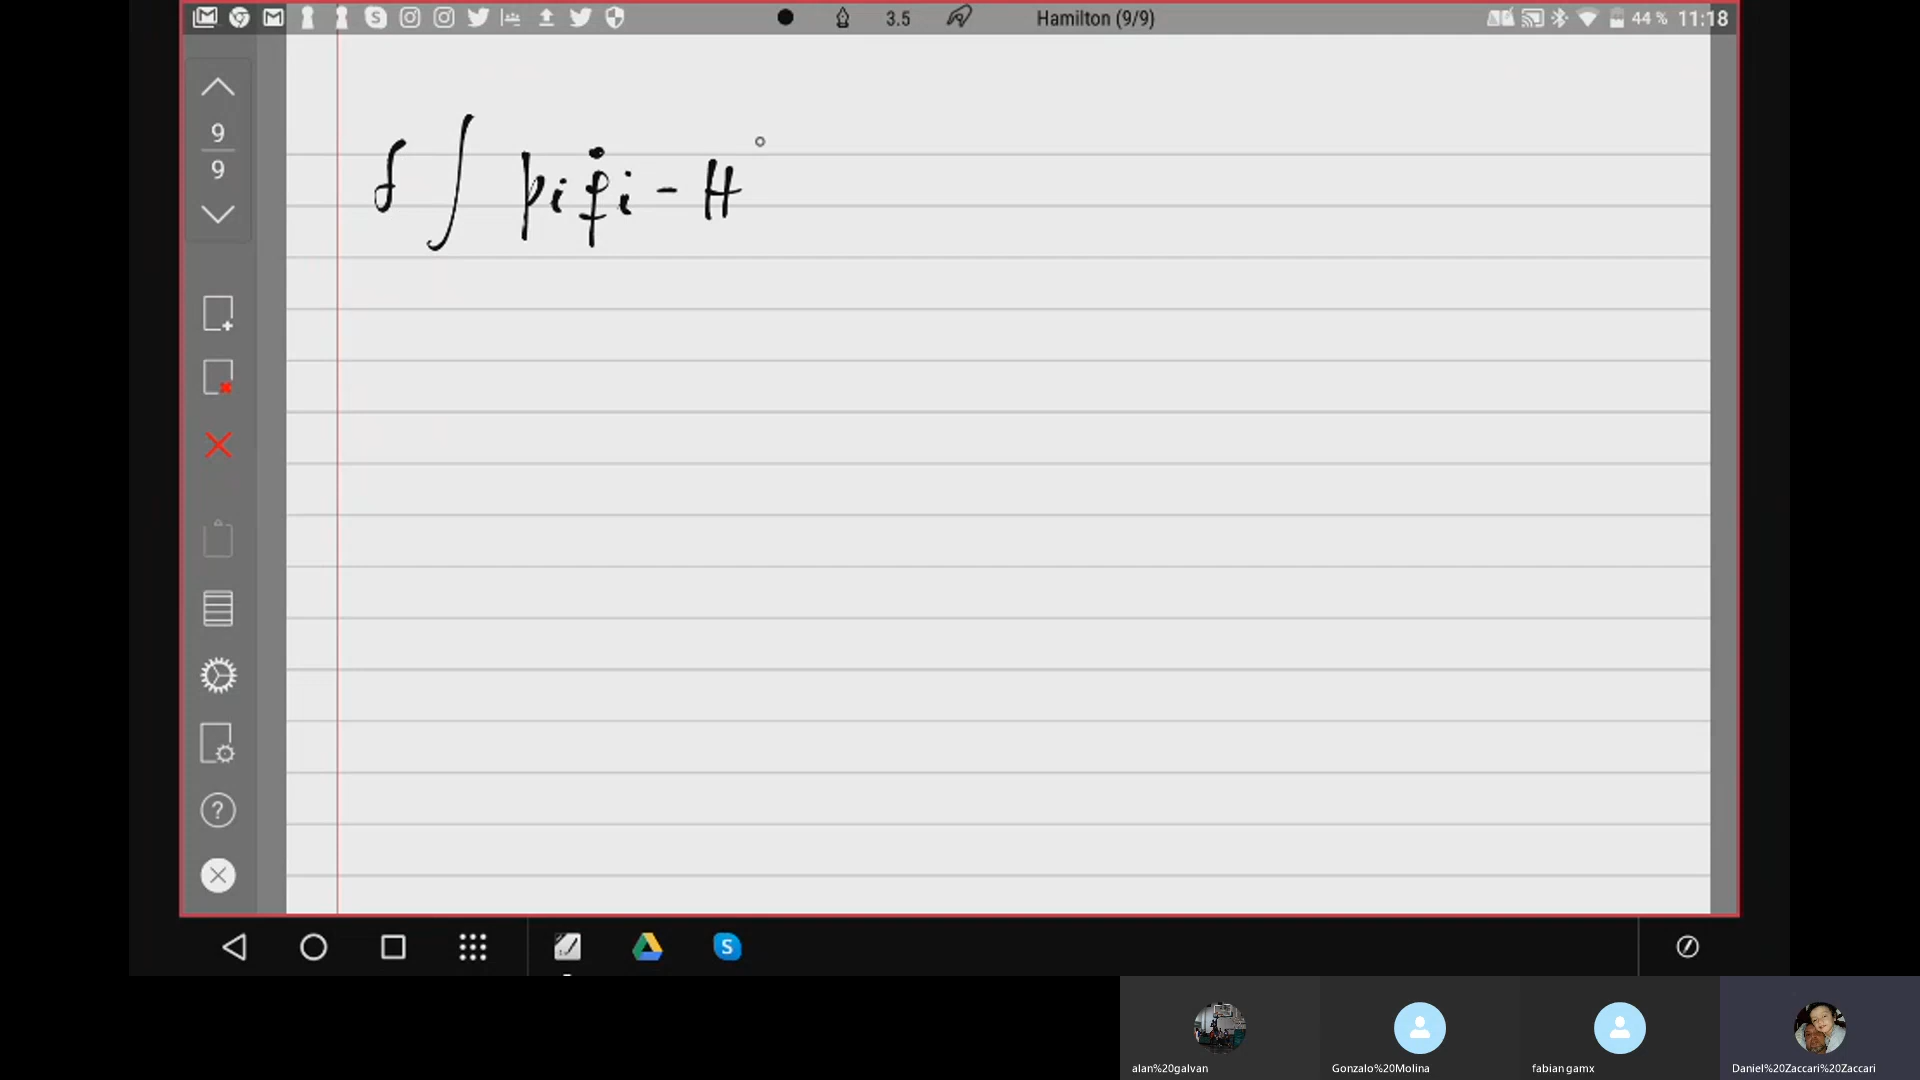 3.5 Hamilton (9/9) 44 % 11:18
9
9
δ ∫ pi q̇i - H
alan%20galvan Gonzalo%20Molina fabian gamx Daniel%20Zaccari%20Zaccari